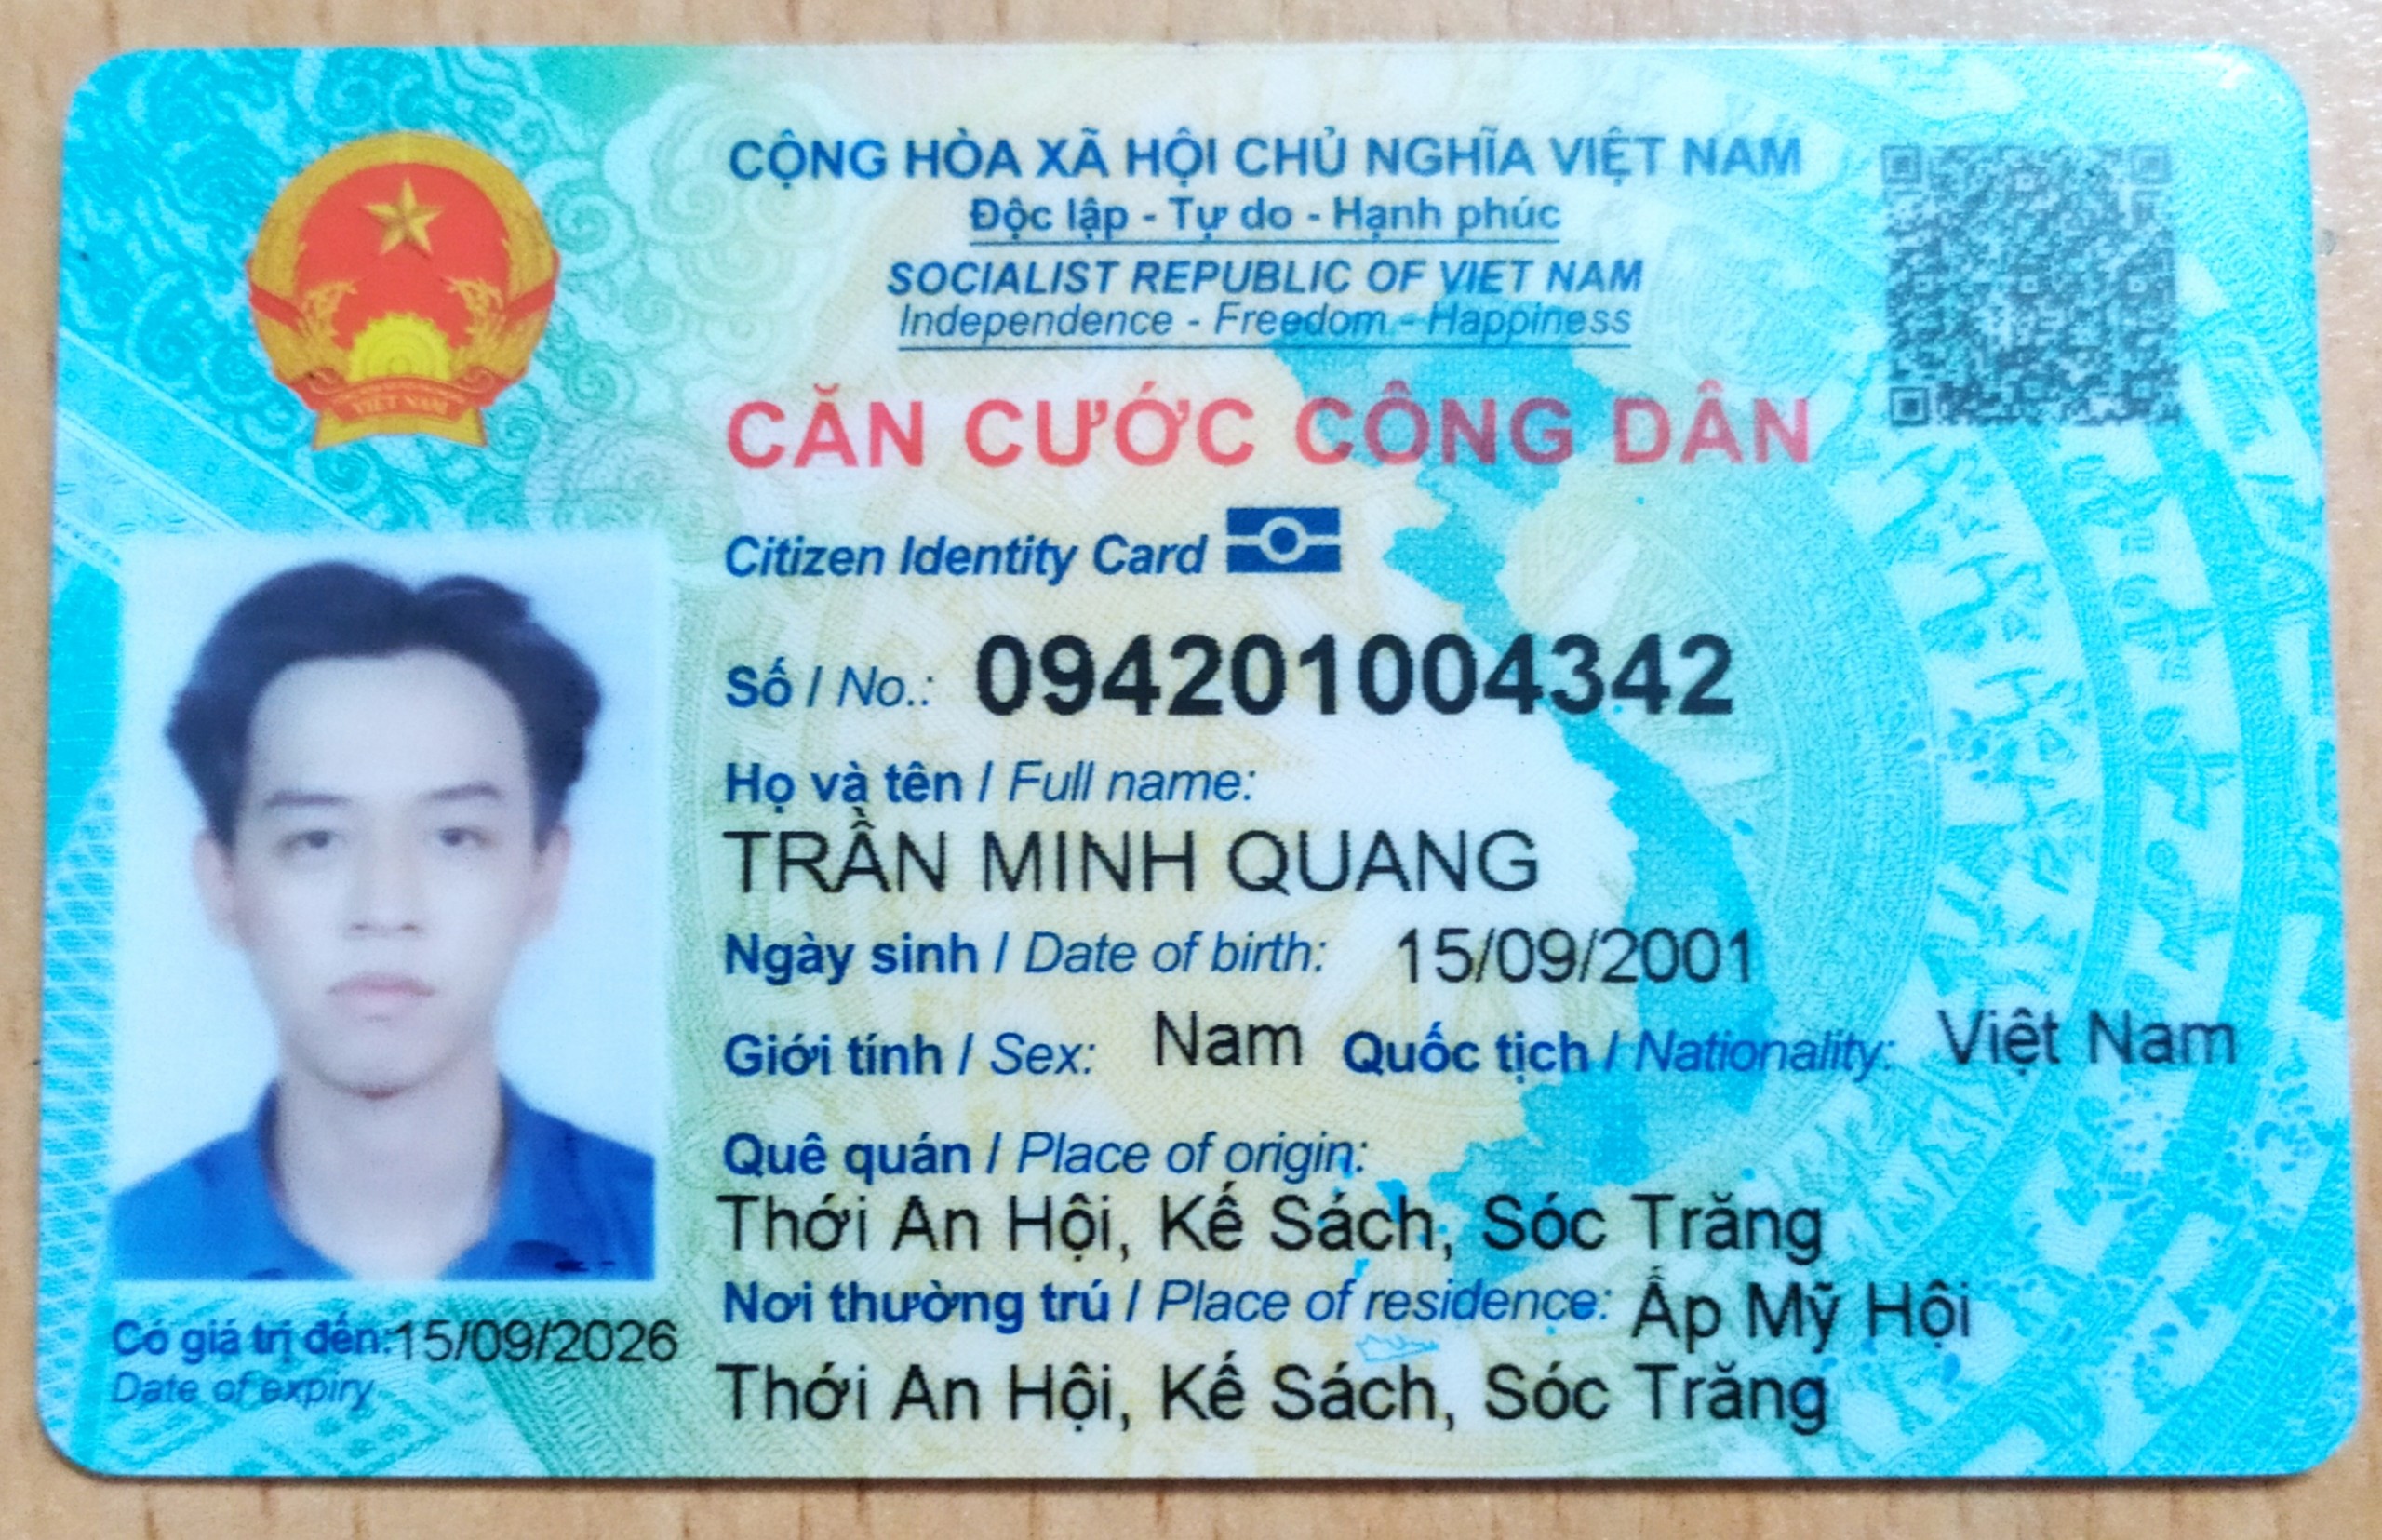 CỘNG HÒA XÃ HỘI CHỦ NGHĨA VIỆT NAM
Độc lập - Tự do - Hạnh phúc
SOCIALIST REPUBLIC OF VIET NAM
Independence - Freedom - Happiness
CĂN CƯỚC CÔNG DÂN
Citizen Identity Card
Số / No.: 094201004342
Họ và tên / Full name:
TRẦN MINH QUANG
Ngày sinh / Date of birth: 15/09/2001
Giới tính / Sex: Nam Quốc tịch / Nationality: Việt Nam
Quê quán / Place of origin:
Thới An Hội, Kế Sách, Sóc Trăng
Nơi thường trú / Place of residence: Ấp Mỹ Hội
Thới An Hội, Kế Sách, Sóc Trăng
Có giá trị đến: 15/09/2026
Date of expiry
VIỆT NAM